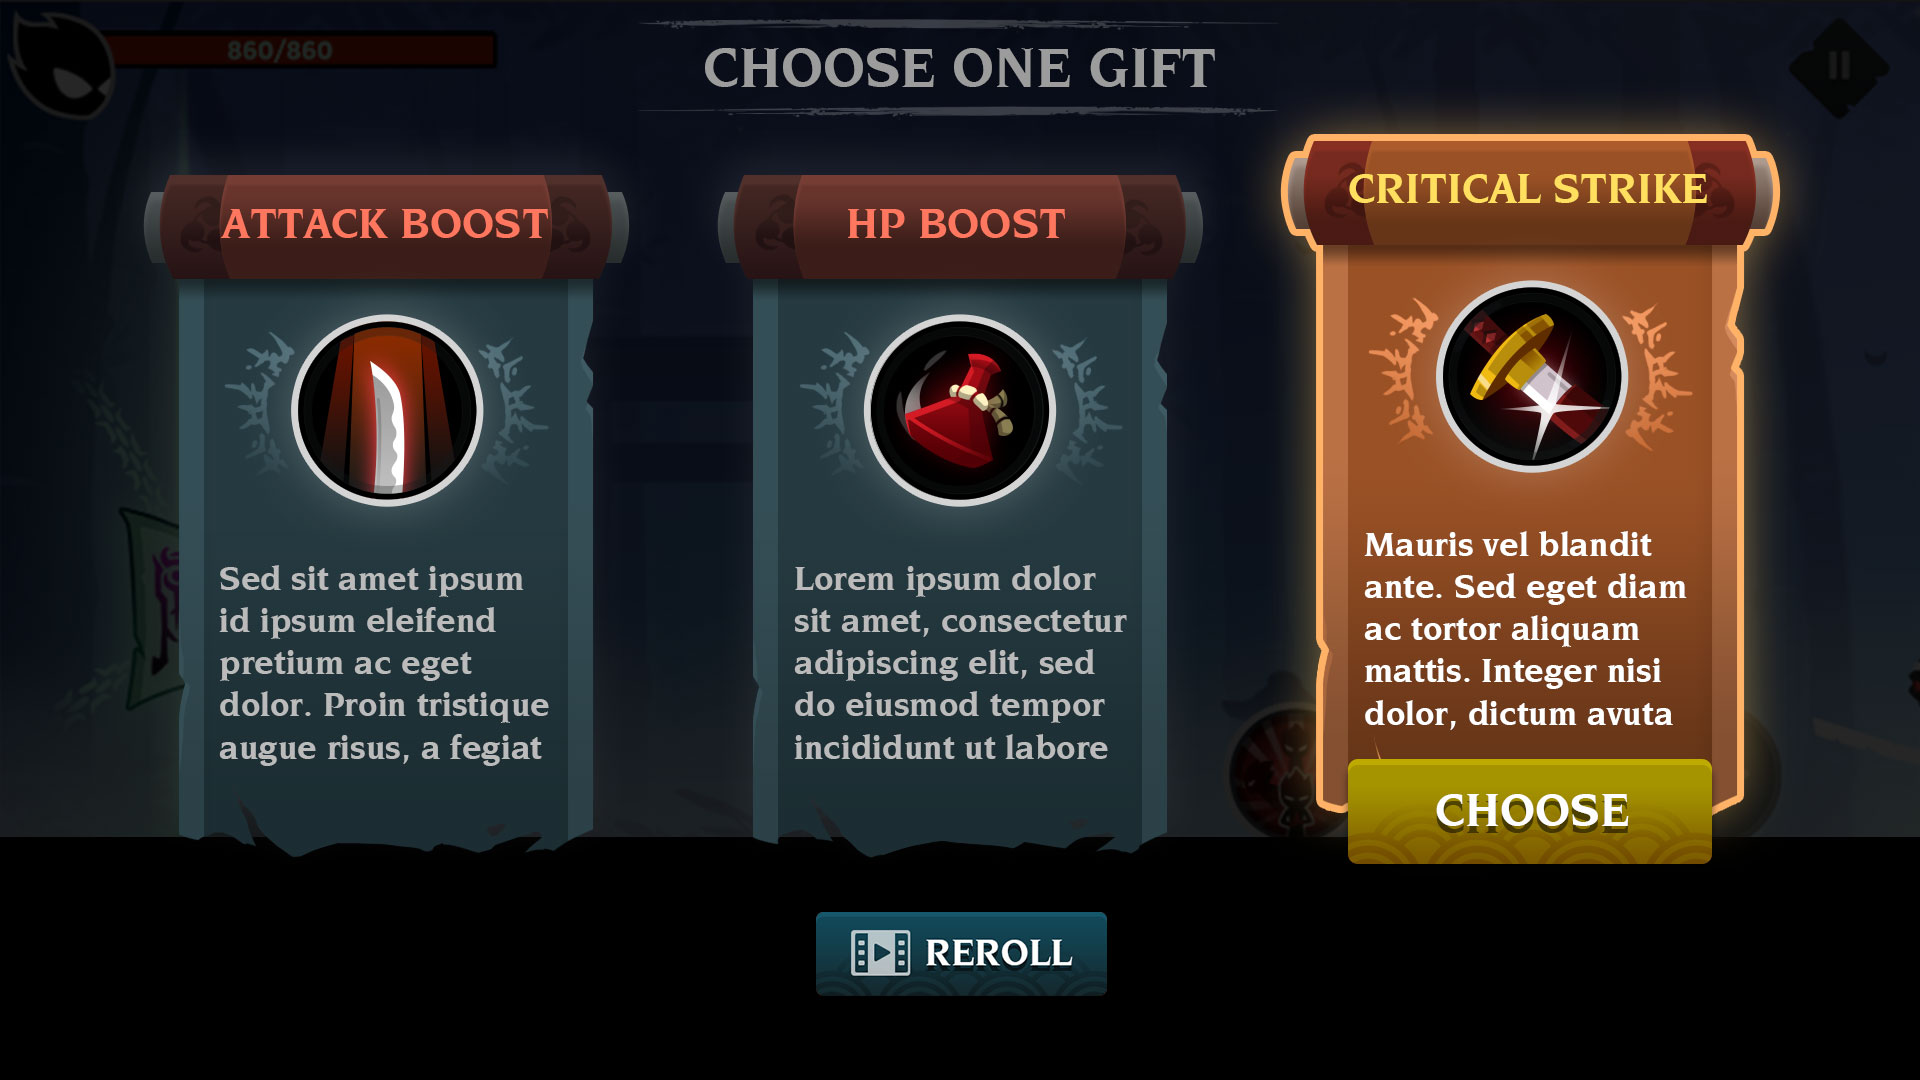 860/860
CHOOSE ONE GIFT
ATTACK BOOST
Sed sit amet ipsum
id ipsum eleifend
pretium ac eget
dolor. Proin tristique
augue risus, a fegiat
HP BOOST
Lorem ipsum dolor
sit amet, consectetur
adipiscing elit, sed
do eiusmod tempor
incididunt ut labore
CRITICAL STRIKE
Mauris vel blandit
ante. Sed eget diam
ac tortor aliquam
mattis. Integer nisi
dolor, dictum avuta
CHOOSE
REROLL